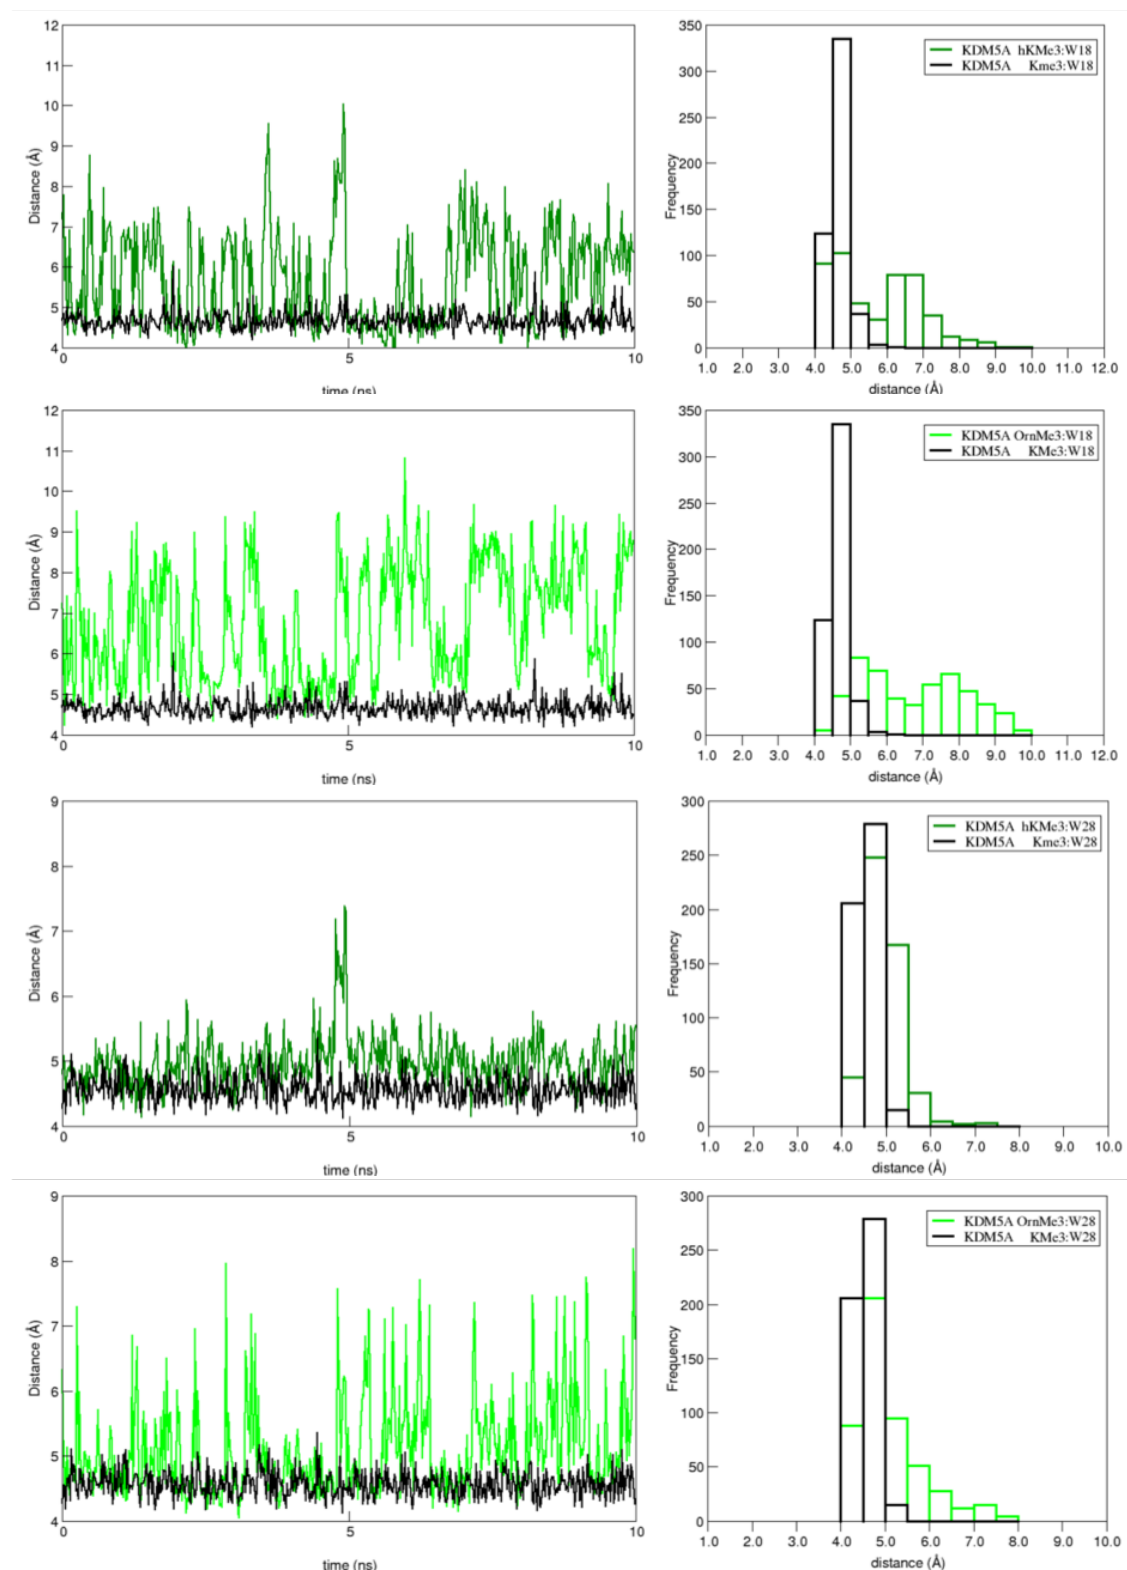 12
11
10
9
8
7
6
5
4
Distance (Å)
0
5
10
time (ns)
350
300
250
200
150
100
50
0
Frequency
KDM5A hKMe3:W18
KDM5A Kme3:W18
1.0 2.0 3.0 4.0 5.0 6.0 7.0 8.0 9.0 10.0 11.0 12.0
distance (Å)
12
11
10
9
8
7
6
5
4
Distance (Å)
0
5
10
time (ns)
350
300
250
200
150
100
50
0
Frequency
KDM5A OrnMe3:W18
KDM5A KMe3:W18
1.0 2.0 3.0 4.0 5.0 6.0 7.0 8.0 9.0 10.0 11.0 12.0
distance (Å)
9
8
7
6
5
4
Distance (Å)
0
5
10
time (ns)
300
250
200
150
100
50
0
Frequency
KDM5A hKMe3:W28
KDM5A Kme3:W28
1.0 2.0 3.0 4.0 5.0 6.0 7.0 8.0 9.0 10.0
distance (Å)
9
8
7
6
5
4
Distance (Å)
0
5
10
time (ns)
300
250
200
150
100
50
0
Frequency
KDM5A OrnMe3:W28
KDM5A KMe3:W28
1.0 2.0 3.0 4.0 5.0 6.0 7.0 8.0 9.0 10.0
distance (Å)